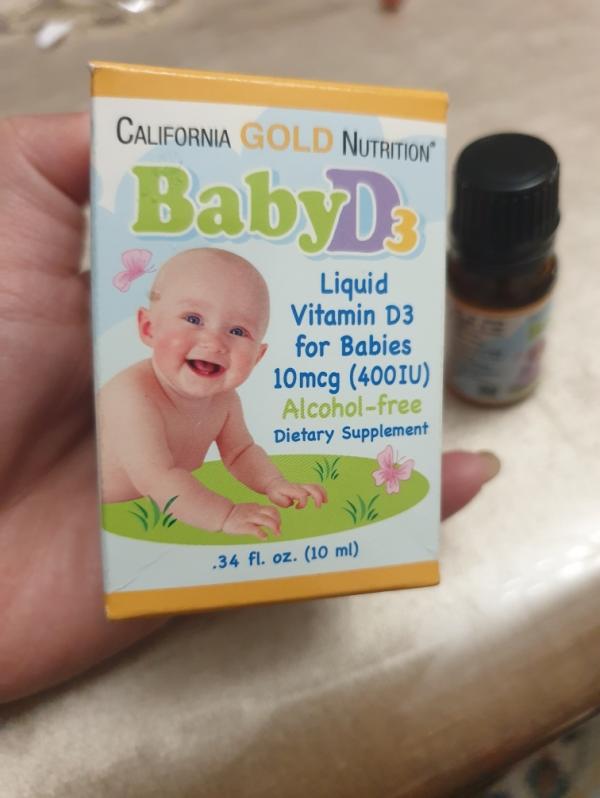 CALIFORNIA GOLD NUTRITION®
BabyD3
Liquid
Vitamin D3
for Babies
10mcg (400IU)
Alcohol-free
Dietary Supplement
.34 fl. oz. (10 ml)